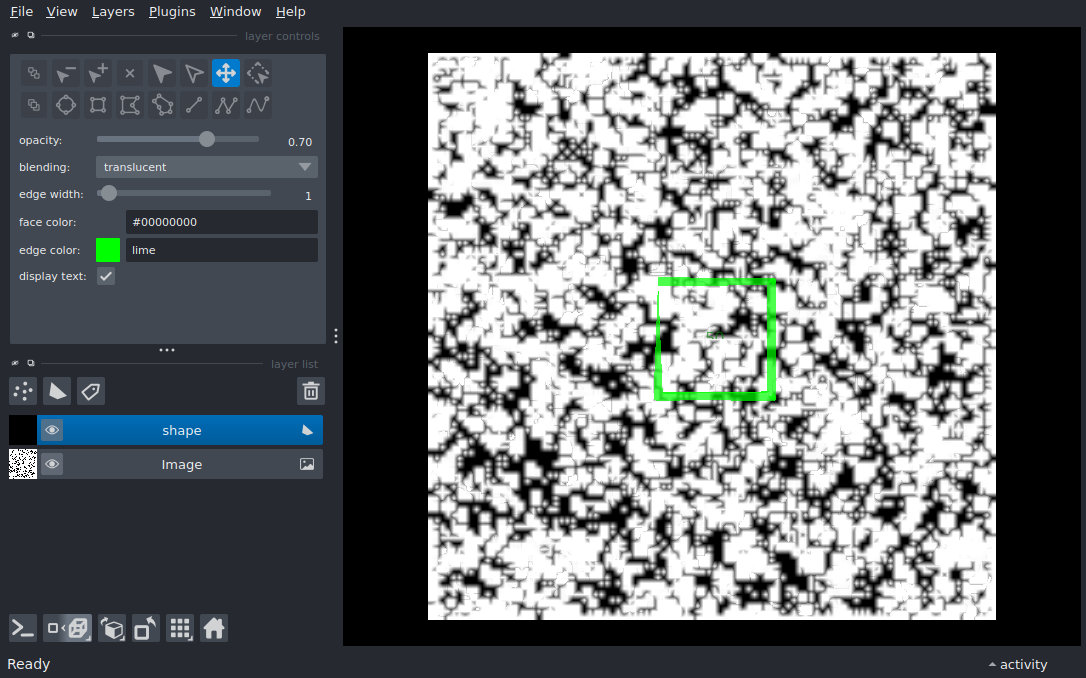 File View Layers Plugins Window Help
layer controls
opacity: 0.70
blending: translucent
edge width: 1
face color: #00000000
edge color: lime
display text:
layer list
shape
Image
Ready
activity